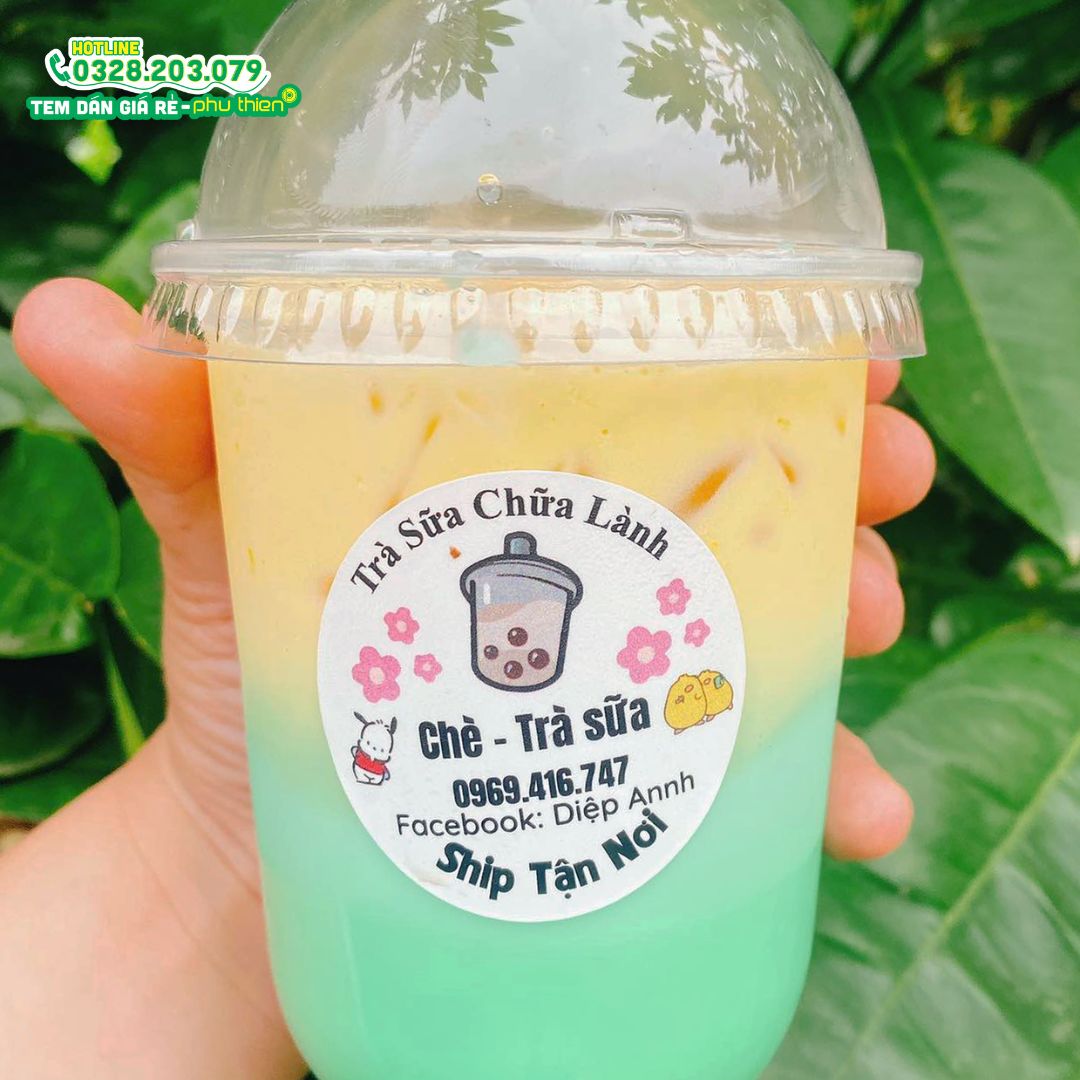 HOTLINE
0328.203.079
TEM DÁN GIÁ RẺ - phu thien
Trà Sữa Chữa Lành
Chè - Trà sữa
0969.416.747
Facebook: Diệp Annh
Ship Tận Nơi